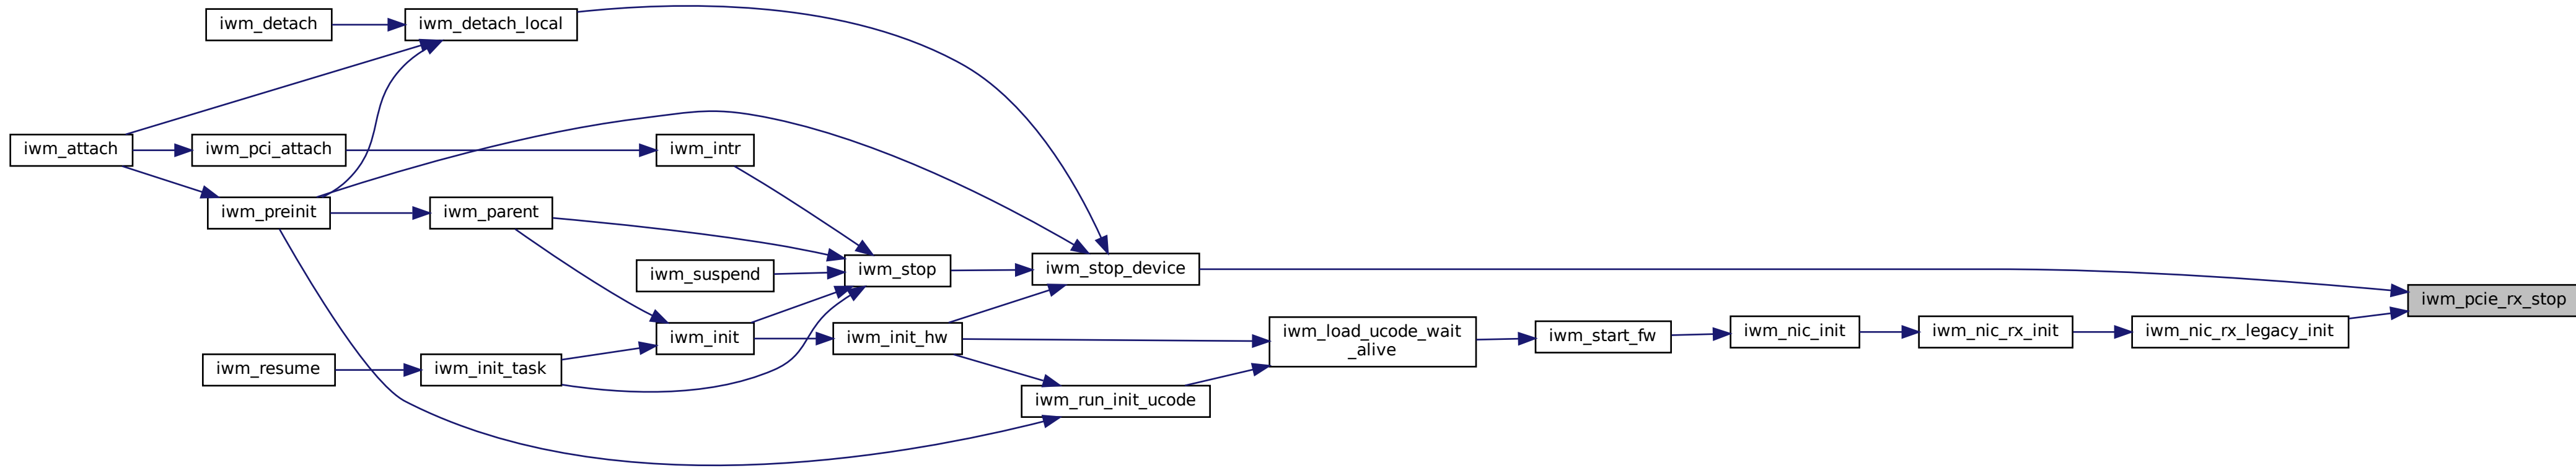 iwm_detach
iwm_detach_local
iwm_attach
iwm_pci_attach
iwm_intr
iwm_preinit
iwm_parent
iwm_suspend
iwm_stop
iwm_stop_device
iwm_pcie_rx_stop
iwm_init
iwm_init_hw
iwm_load_ucode_wait
_alive
iwm_start_fw
iwm_nic_init
iwm_nic_rx_init
iwm_nic_rx_legacy_init
iwm_resume
iwm_init_task
iwm_run_init_ucode